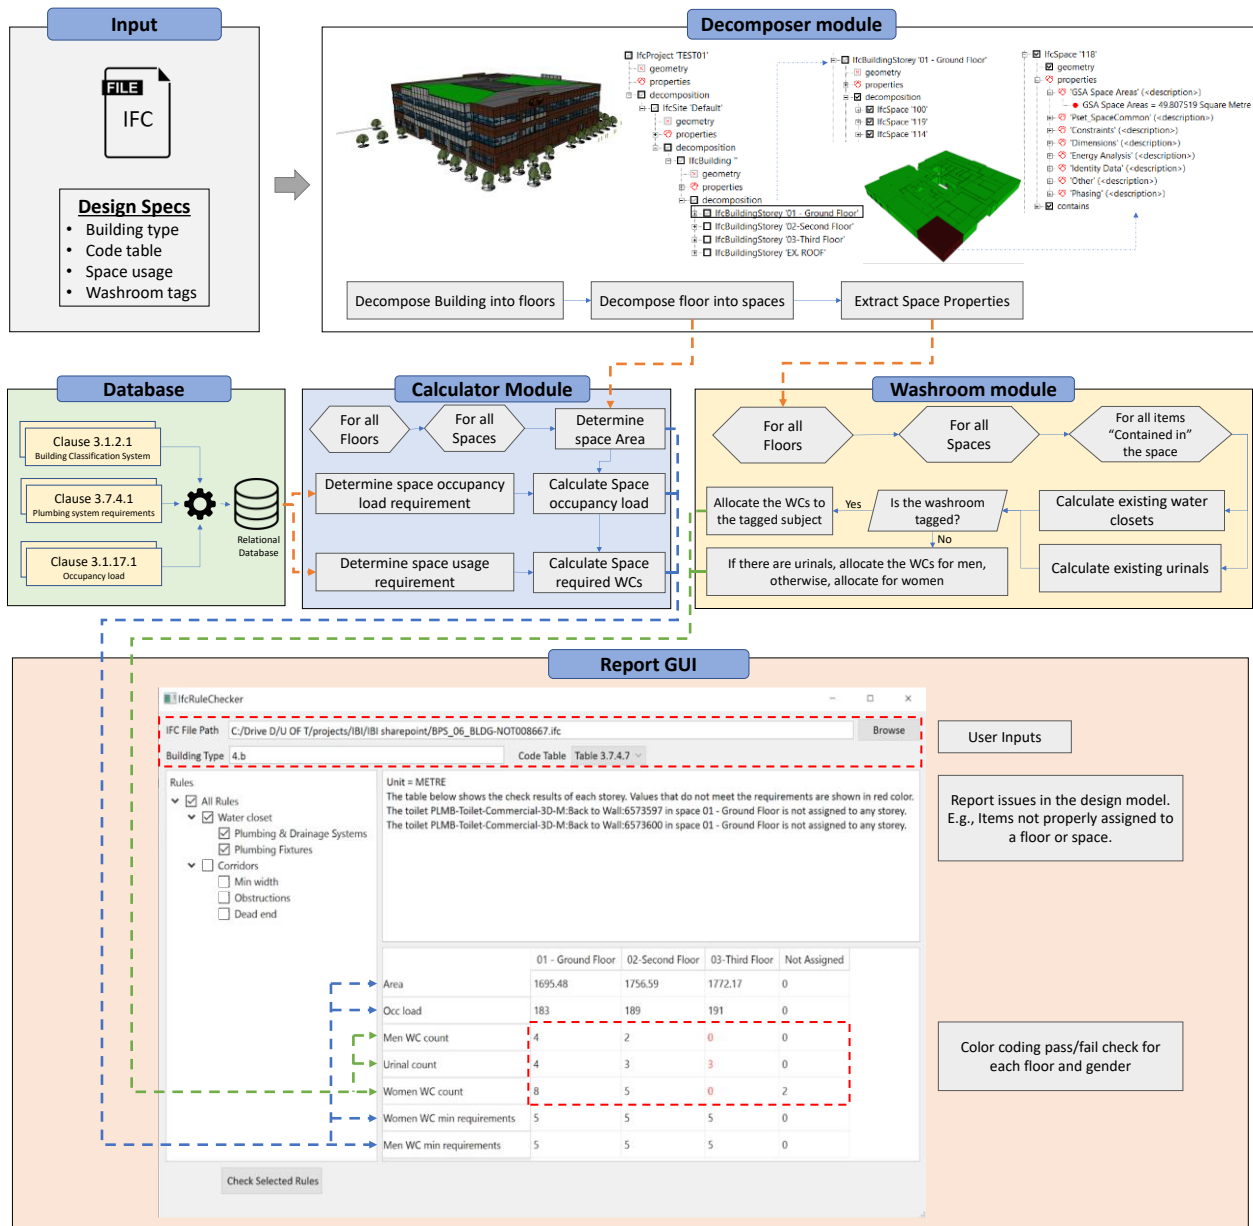 Input
FILE
IFC
Design Specs
• Building type
• Code table
• Space usage
• Washroom tags
Decomposer module
IfcProject 'TEST01'
geometry
properties
decomposition
IfcSite 'Default'
geometry
properties
decomposition
IfcBuilding ''
geometry
properties
decomposition
IfcBuildingStorey '01 - Ground Floor'
IfcBuildingStorey '02-Second Floor'
IfcBuildingStorey '03-Third Floor'
IfcBuildingStorey 'EX. ROOF'
IfcBuildingStorey '01 - Ground Floor'
geometry
properties
decomposition
IfcSpace '100'
IfcSpace '119'
IfcSpace '114'
IfcSpace '118'
geometry
properties
'GSA Space Areas' (<description>)
GSA Space Areas = 49.807519 Square Metre
'Pset_SpaceCommon' (<description>)
'Constraints' (<description>)
'Dimensions' (<description>)
'Energy Analysis' (<description>)
'Identity Data' (<description>)
'Other' (<description>)
'Phasing' (<description>)
contains
Decompose Building into floors
Decompose floor into spaces
Extract Space Properties
Database
Clause 3.1.2.1
Building Classification System
Clause 3.7.4.1
Plumbing system requirements
Clause 3.1.17.1
Occupancy load
Relational
Database
Calculator Module
For all
Floors
For all
Spaces
Determine
space Area
Determine space occupancy
load requirement
Calculate Space
occupancy load
Determine space usage
requirement
Calculate Space
required WCs
Washroom module
For all
Floors
For all
Spaces
For all items
"Contained in"
the space
Allocate the WCs to
the tagged subject
Yes
Is the washroom
tagged?
No
Calculate existing water
closets
If there are urinals, allocate the WCs for men,
otherwise, allocate for women
Calculate existing urinals
Report GUI
IfcRuleChecker
IFC File Path C:/Drive D/U OF T/projects/IBI/IBI sharepoint/BPS_06_BLDG-NOT008667.ifc Browse
Building Type 4.b Code Table Table 3.7.4.7
Rules
All Rules
Water closet
Plumbing & Drainage Systems
Plumbing Fixtures
Corridors
Min width
Obstructions
Dead end
Unit = METRE
The table below shows the check results of each storey. Values that do not meet the requirements are shown in red color.
The toilet PLMB-Toilet-Commercial-3D-M:Back to Wall:6573597 in space 01 - Ground Floor is not assigned to any storey.
The toilet PLMB-Toilet-Commercial-3D-M:Back to Wall:6573600 in space 01 - Ground Floor is not assigned to any storey.
01 - Ground Floor 02-Second Floor 03-Third Floor Not Assigned
Area 1695.48 1756.59 1772.17 0
Occ load 183 189 191 0
Men WC count 4 2 0 0
Urinal count 4 3 3 0
Women WC count 8 5 0 2
Women WC min requirements 5 5 5 0
Men WC min requirements 5 5 5 0
Check Selected Rules
User Inputs
Report issues in the design model.
E.g., Items not properly assigned to
a floor or space.
Color coding pass/fail check for
each floor and gender